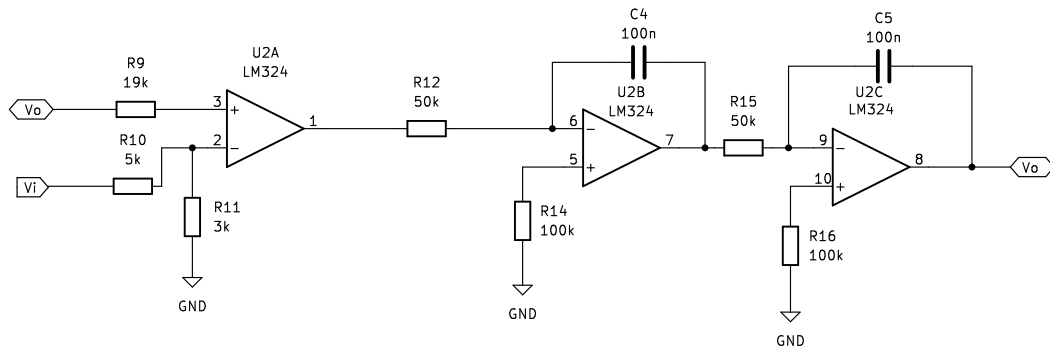 C4
100n
C5
100n
U2A
LM324
R9
19k
R12
50k
U2B
LM324
U2C
LM324
R15
50k
Vo
3
+
1
R10
5k
2
−
6
−
7
9
−
8
Vo
5
+
10
+
Vi
R11
3k
R14
100k
R16
100k
GND
GND
GND